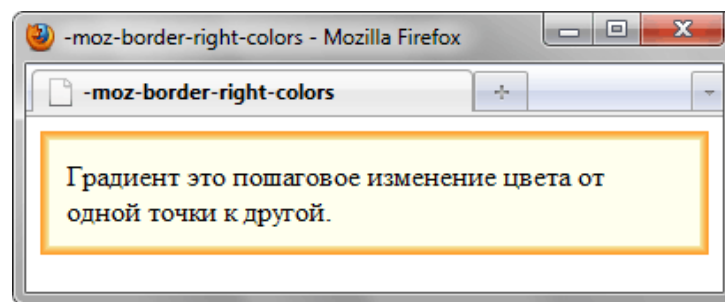 -moz-border-right-colors - Mozilla Firefox
-moz-border-right-colors
Градиент это пошаговое изменение цвета от
одной точки к другой.